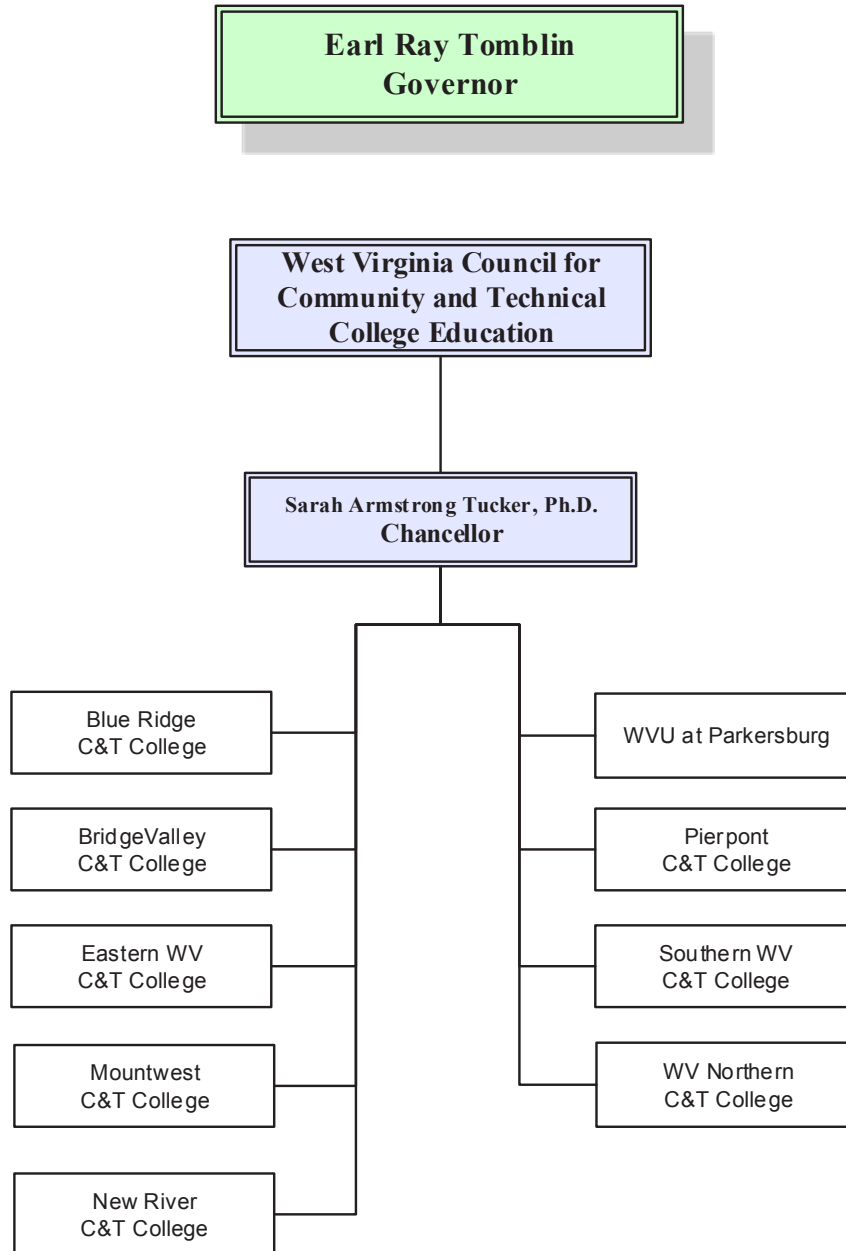 Earl Ray Tomblin
Governor
West Virginia Council for
Community and Technical
College Education
Sarah Armstrong Tucker, Ph.D.
Chancellor
Blue Ridge
C&T College
BridgeValley
C&T College
Eastern WV
C&T College
Mountwest
C&T College
New River
C&T College
WVU at Parkersburg
Pierpont
C&T College
Southern WV
C&T College
WV Northern
C&T College